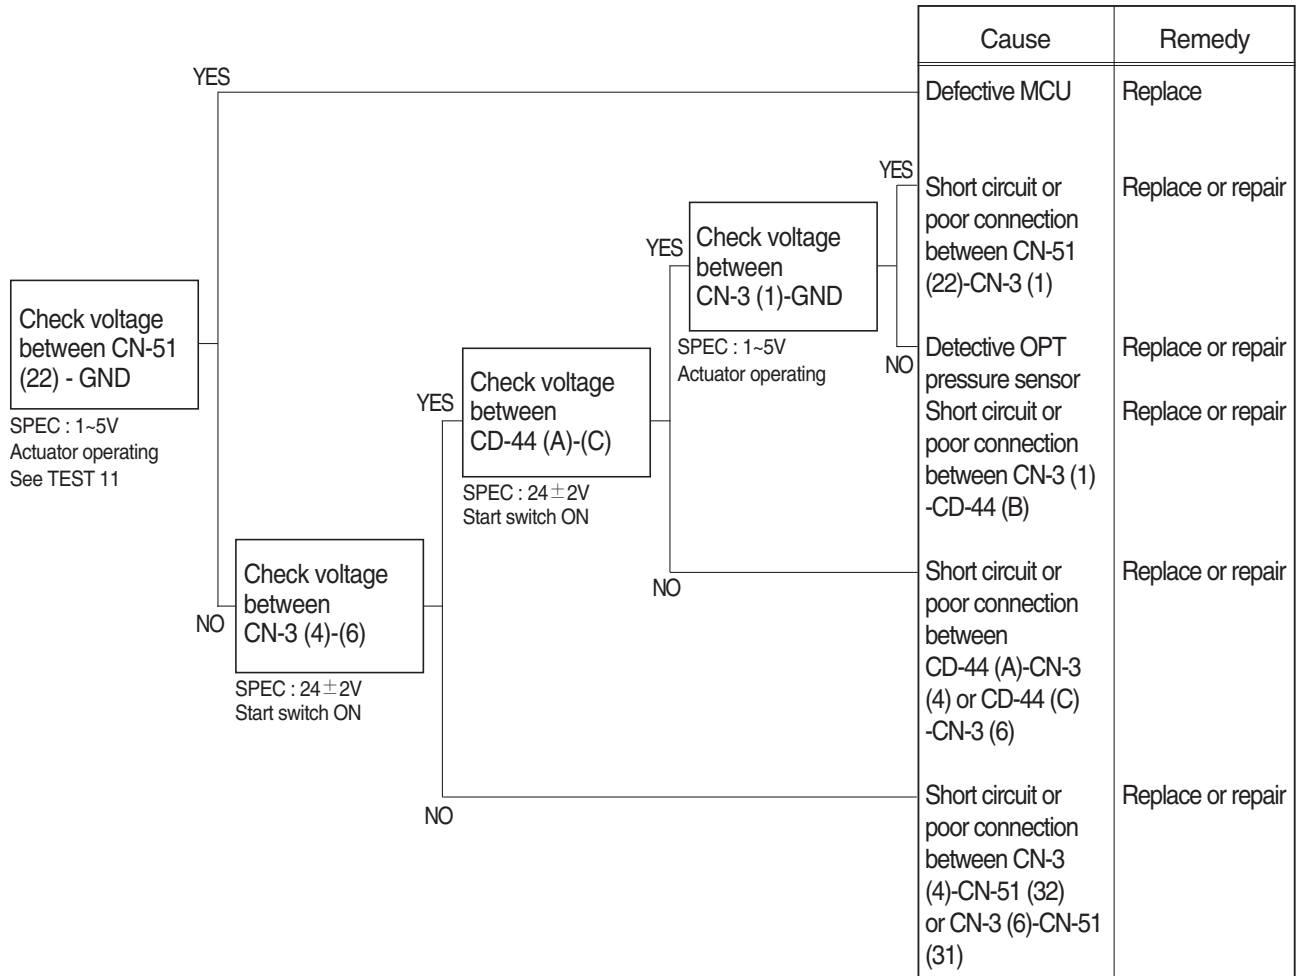 Cause
Remedy
YES
Defective MCU
Replace
YES
Short circuit or
poor connection
between CN-51
(22)-CN-3 (1)
Replace or repair
YES
Check voltage
between
CN-3 (1)-GND
SPEC : 1~5V
Actuator operating
NO
Detective OPT
pressure sensor
Replace or repair
Short circuit or
poor connection
between CN-3 (1)
-CD-44 (B)
Replace or repair
Check voltage
between CN-51
(22) - GND
SPEC : 1~5V
Actuator operating
See TEST 11
YES
Check voltage
between
CD-44 (A)-(C)
SPEC : 24±2V
Start switch ON
NO
Short circuit or
poor connection
between
CD-44 (A)-CN-3
(4) or CD-44 (C)
-CN-3 (6)
Replace or repair
NO
Check voltage
between
CN-3 (4)-(6)
SPEC : 24±2V
Start switch ON
NO
Short circuit or
poor connection
between CN-3
(4)-CN-51 (32)
or CN-3 (6)-CN-51
(31)
Replace or repair